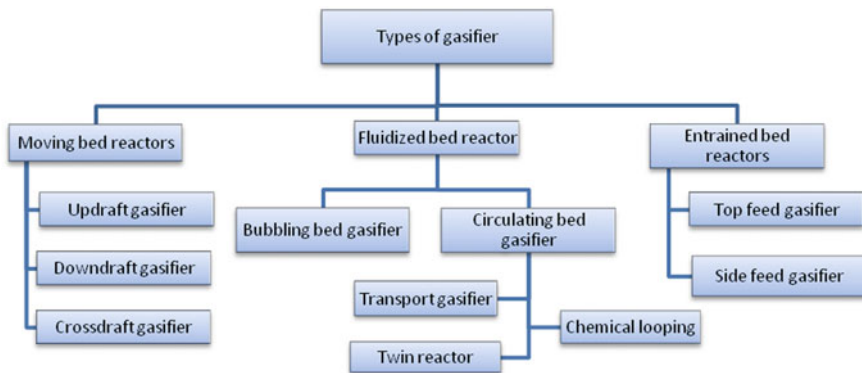 Types of gasifier
Moving bed reactors
Updraft gasifier
Downdraft gasifier
Crossdraft gasifier
Fluidized bed reactor
Bubbling bed gasifier
Circulating bed
gasifier
Transport gasifier
Chemical looping
Twin reactor
Entrained bed
reactors
Top feed gasifier
Side feed gasifier